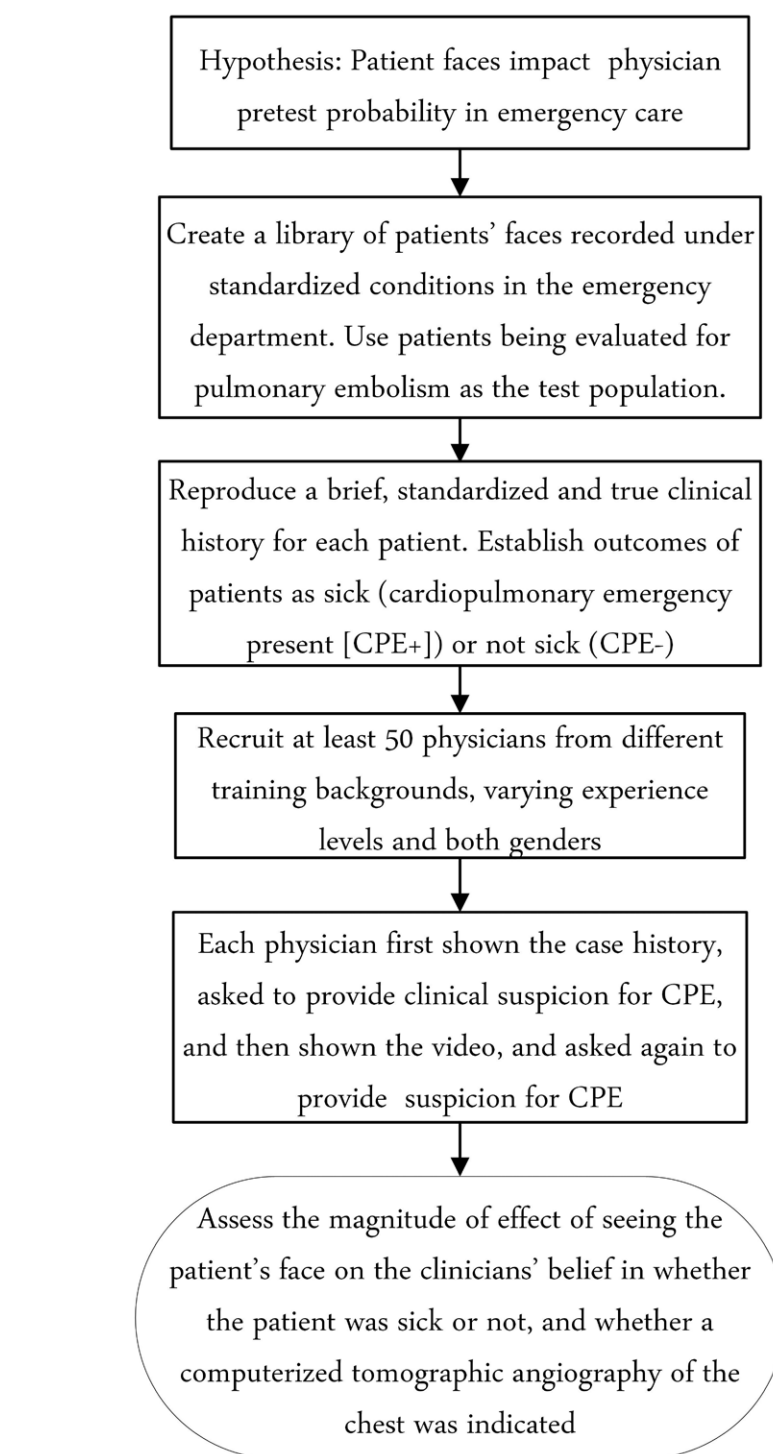 Hypothesis: Patient faces impact  physician
pretest probability in emergency care
Create a library of patients’ faces recorded under
standardized conditions in the emergency
department. Use patients being evaluated for
pulmonary embolism as the test population.
Reproduce a brief, standardized and true clinical
history for each patient. Establish outcomes of
patients as sick (cardiopulmonary emergency
present [CPE+]) or not sick (CPE-)
Recruit at least 50 physicians from different
training backgrounds, varying experience
levels and both genders
Each physician first shown the case history,
asked to provide clinical suspicion for CPE,
and then shown the video, and asked again to
provide  suspicion for CPE
Assess the magnitude of effect of seeing the
patient’s face on the clinicians’ belief in whether
the patient was sick or not, and whether a
computerized tomographic angiography of the
chest was indicated